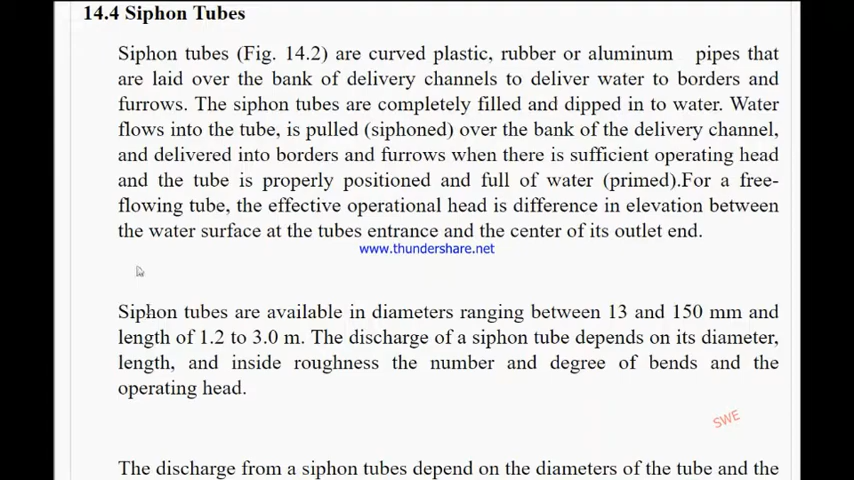 14.4 Siphon Tubes
Siphon tubes (Fig. 14.2) are curved plastic, rubber or aluminum pipes that
are laid over the bank of delivery channels to deliver water to borders and
furrows. The siphon tubes are completely filled and dipped in to water. Water
flows into the tube, is pulled (siphoned) over the bank of the delivery channel,
and delivered into borders and furrows when there is sufficient operating head
and the tube is properly positioned and full of water (primed).For a free-
flowing tube, the effective operational head is difference in elevation between
the water surface at the tubes entrance and the center of its outlet end.
www.thundershare.net
Siphon tubes are available in diameters ranging between 13 and 150 mm and
length of 1.2 to 3.0 m. The discharge of a siphon tube depends on its diameter,
length, and inside roughness the number and degree of bends and the
operating head.
SWE
The discharge from a siphon tubes depend on the diameters of the tube and the